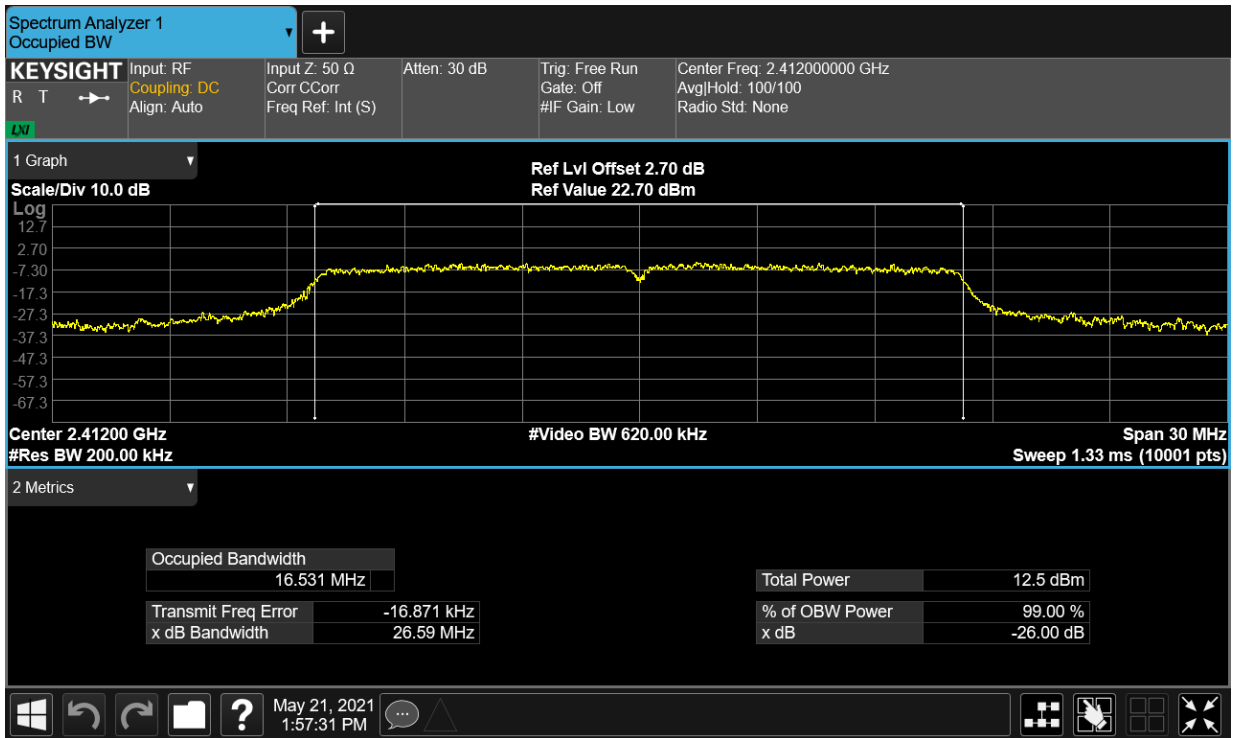 Spectrum Analyzer 1
Occupied BW
KEYSIGHT
R T
LXI
Input: RF
Coupling: DC
Align: Auto
Input Z: 50 Ω
Corr CCorr
Freq Ref: Int (S)
Atten: 30 dB
Trig: Free Run
Gate: Off
#IF Gain: Low
Center Freq: 2.412000000 GHz
Avg|Hold: 100/100
Radio Std: None
1 Graph
Scale/Div 10.0 dB
Ref Lvl Offset 2.70 dB
Ref Value 22.70 dBm
Log
12.7
2.70
-7.30
-17.3
-27.3
-37.3
-47.3
-57.3
-67.3
Center 2.41200 GHz
#Video BW 620.00 kHz
Span 30 MHz
#Res BW 200.00 kHz
Sweep 1.33 ms (10001 pts)
2 Metrics
Occupied Bandwidth
16.531 MHz
Transmit Freq Error -16.871 kHz
x dB Bandwidth 26.59 MHz
Total Power 12.5 dBm
% of OBW Power 99.00 %
x dB -26.00 dB
?
May 21, 2021
1:57:31 PM